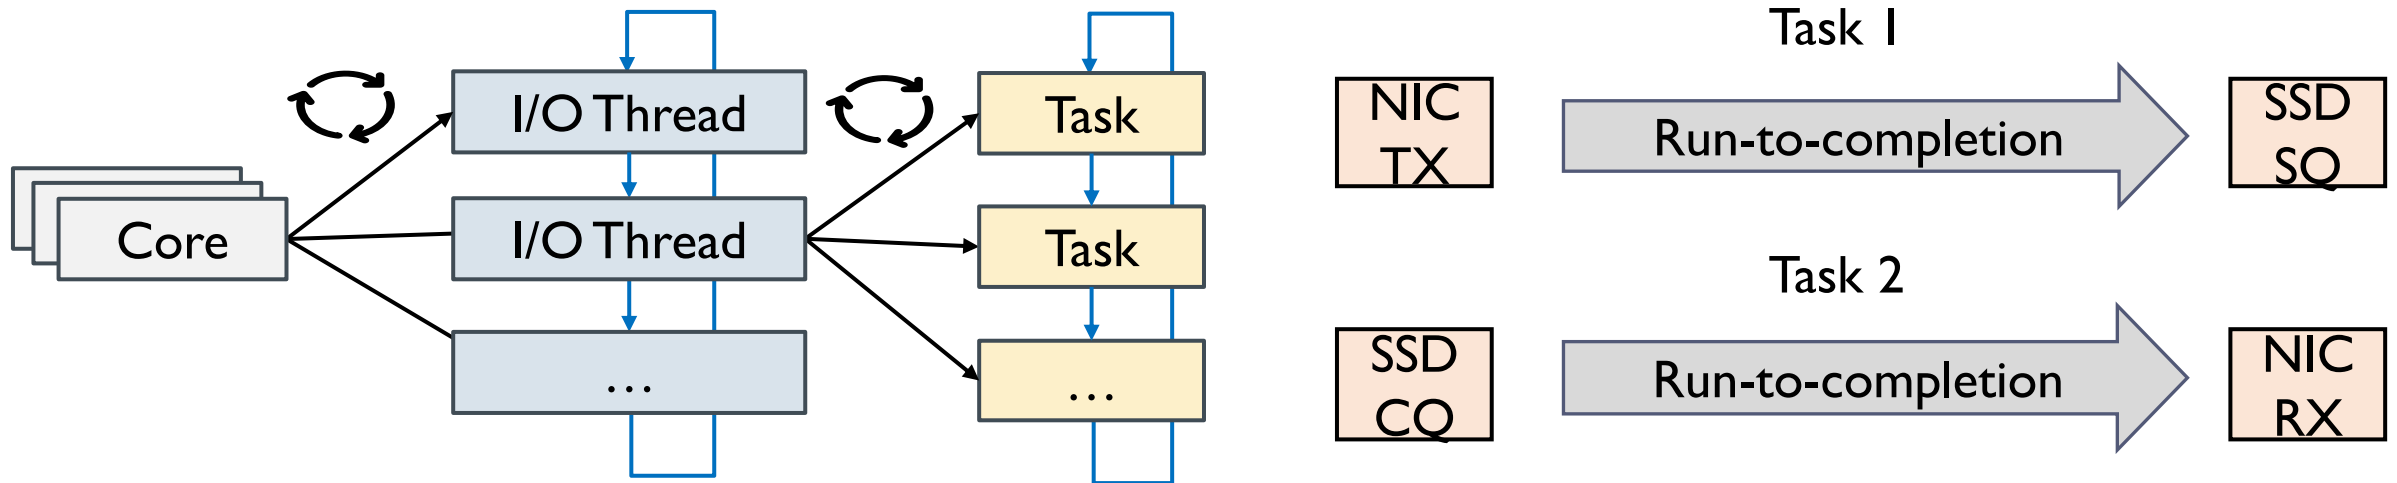 Core
I/O Thread
I/O Thread
…
Task
Task
…
Task 1
NIC
TX
Run-to-completion
SSD
SQ
Task 2
SSD
CQ
Run-to-completion
NIC
RX